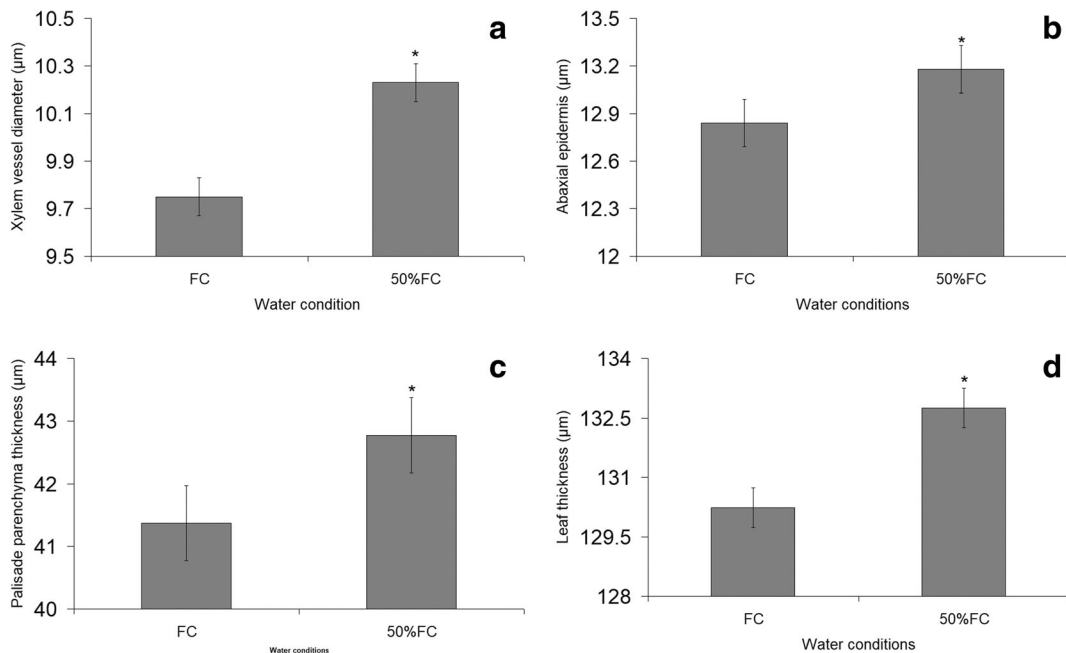 a
Xylem vessel diameter (µm)
10.5
10.3
10.1
9.9
9.7
9.5
*
FC
50%FC
Water condition
b
Abaxial epidermis (µm)
13.5
13.2
12.9
12.6
12.3
12
*
FC
50%FC
Water conditions
c
Palisade parenchyma thickness (µm)
44
43
42
41
40
*
FC
50%FC
Water conditions
d
Leaf thickness (µm)
134
132.5
131
129.5
128
*
FC
50%FC
Water conditions